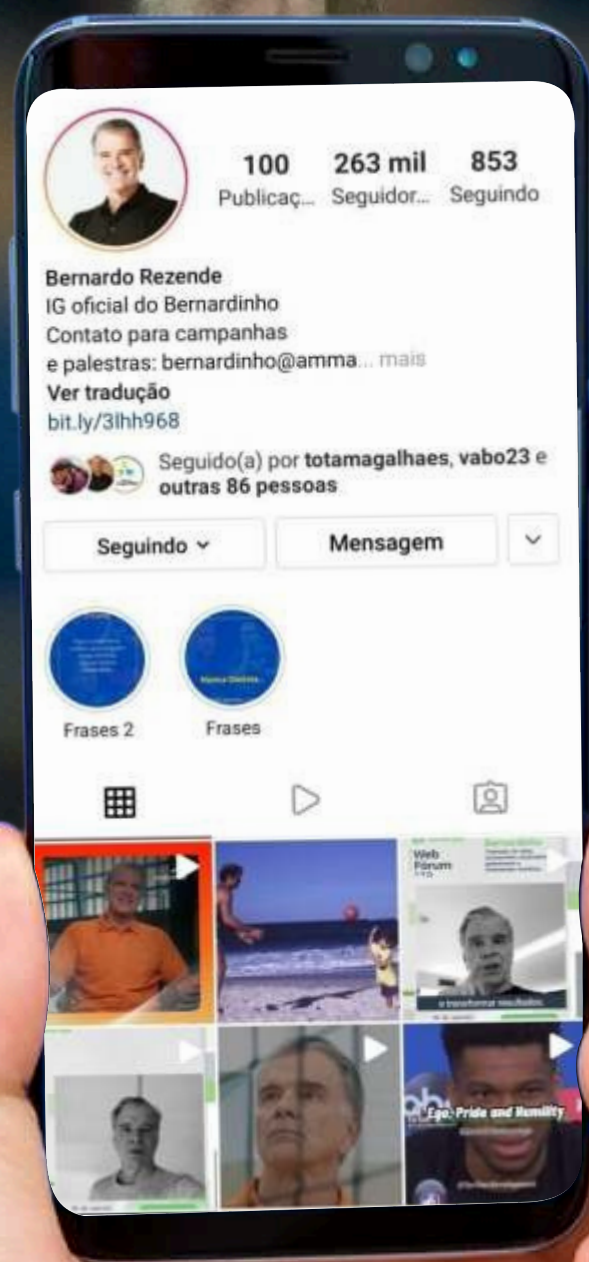 100 263 mil 853
Publicaç... Seguidor... Seguindo
Bernardo Rezende
IG oficial do Bernardinho
Contato para campanhas
e palestras: bernardinho@amma... mais
Ver tradução
bit.ly/3lhh968
Seguido(a) por totamagalhaes, vabo23 e
outras 86 pessoas
Seguindo
Mensagem
Frases 2 Frases
Web
Fórum
e transformar resultados
Ego, Pride and Humility